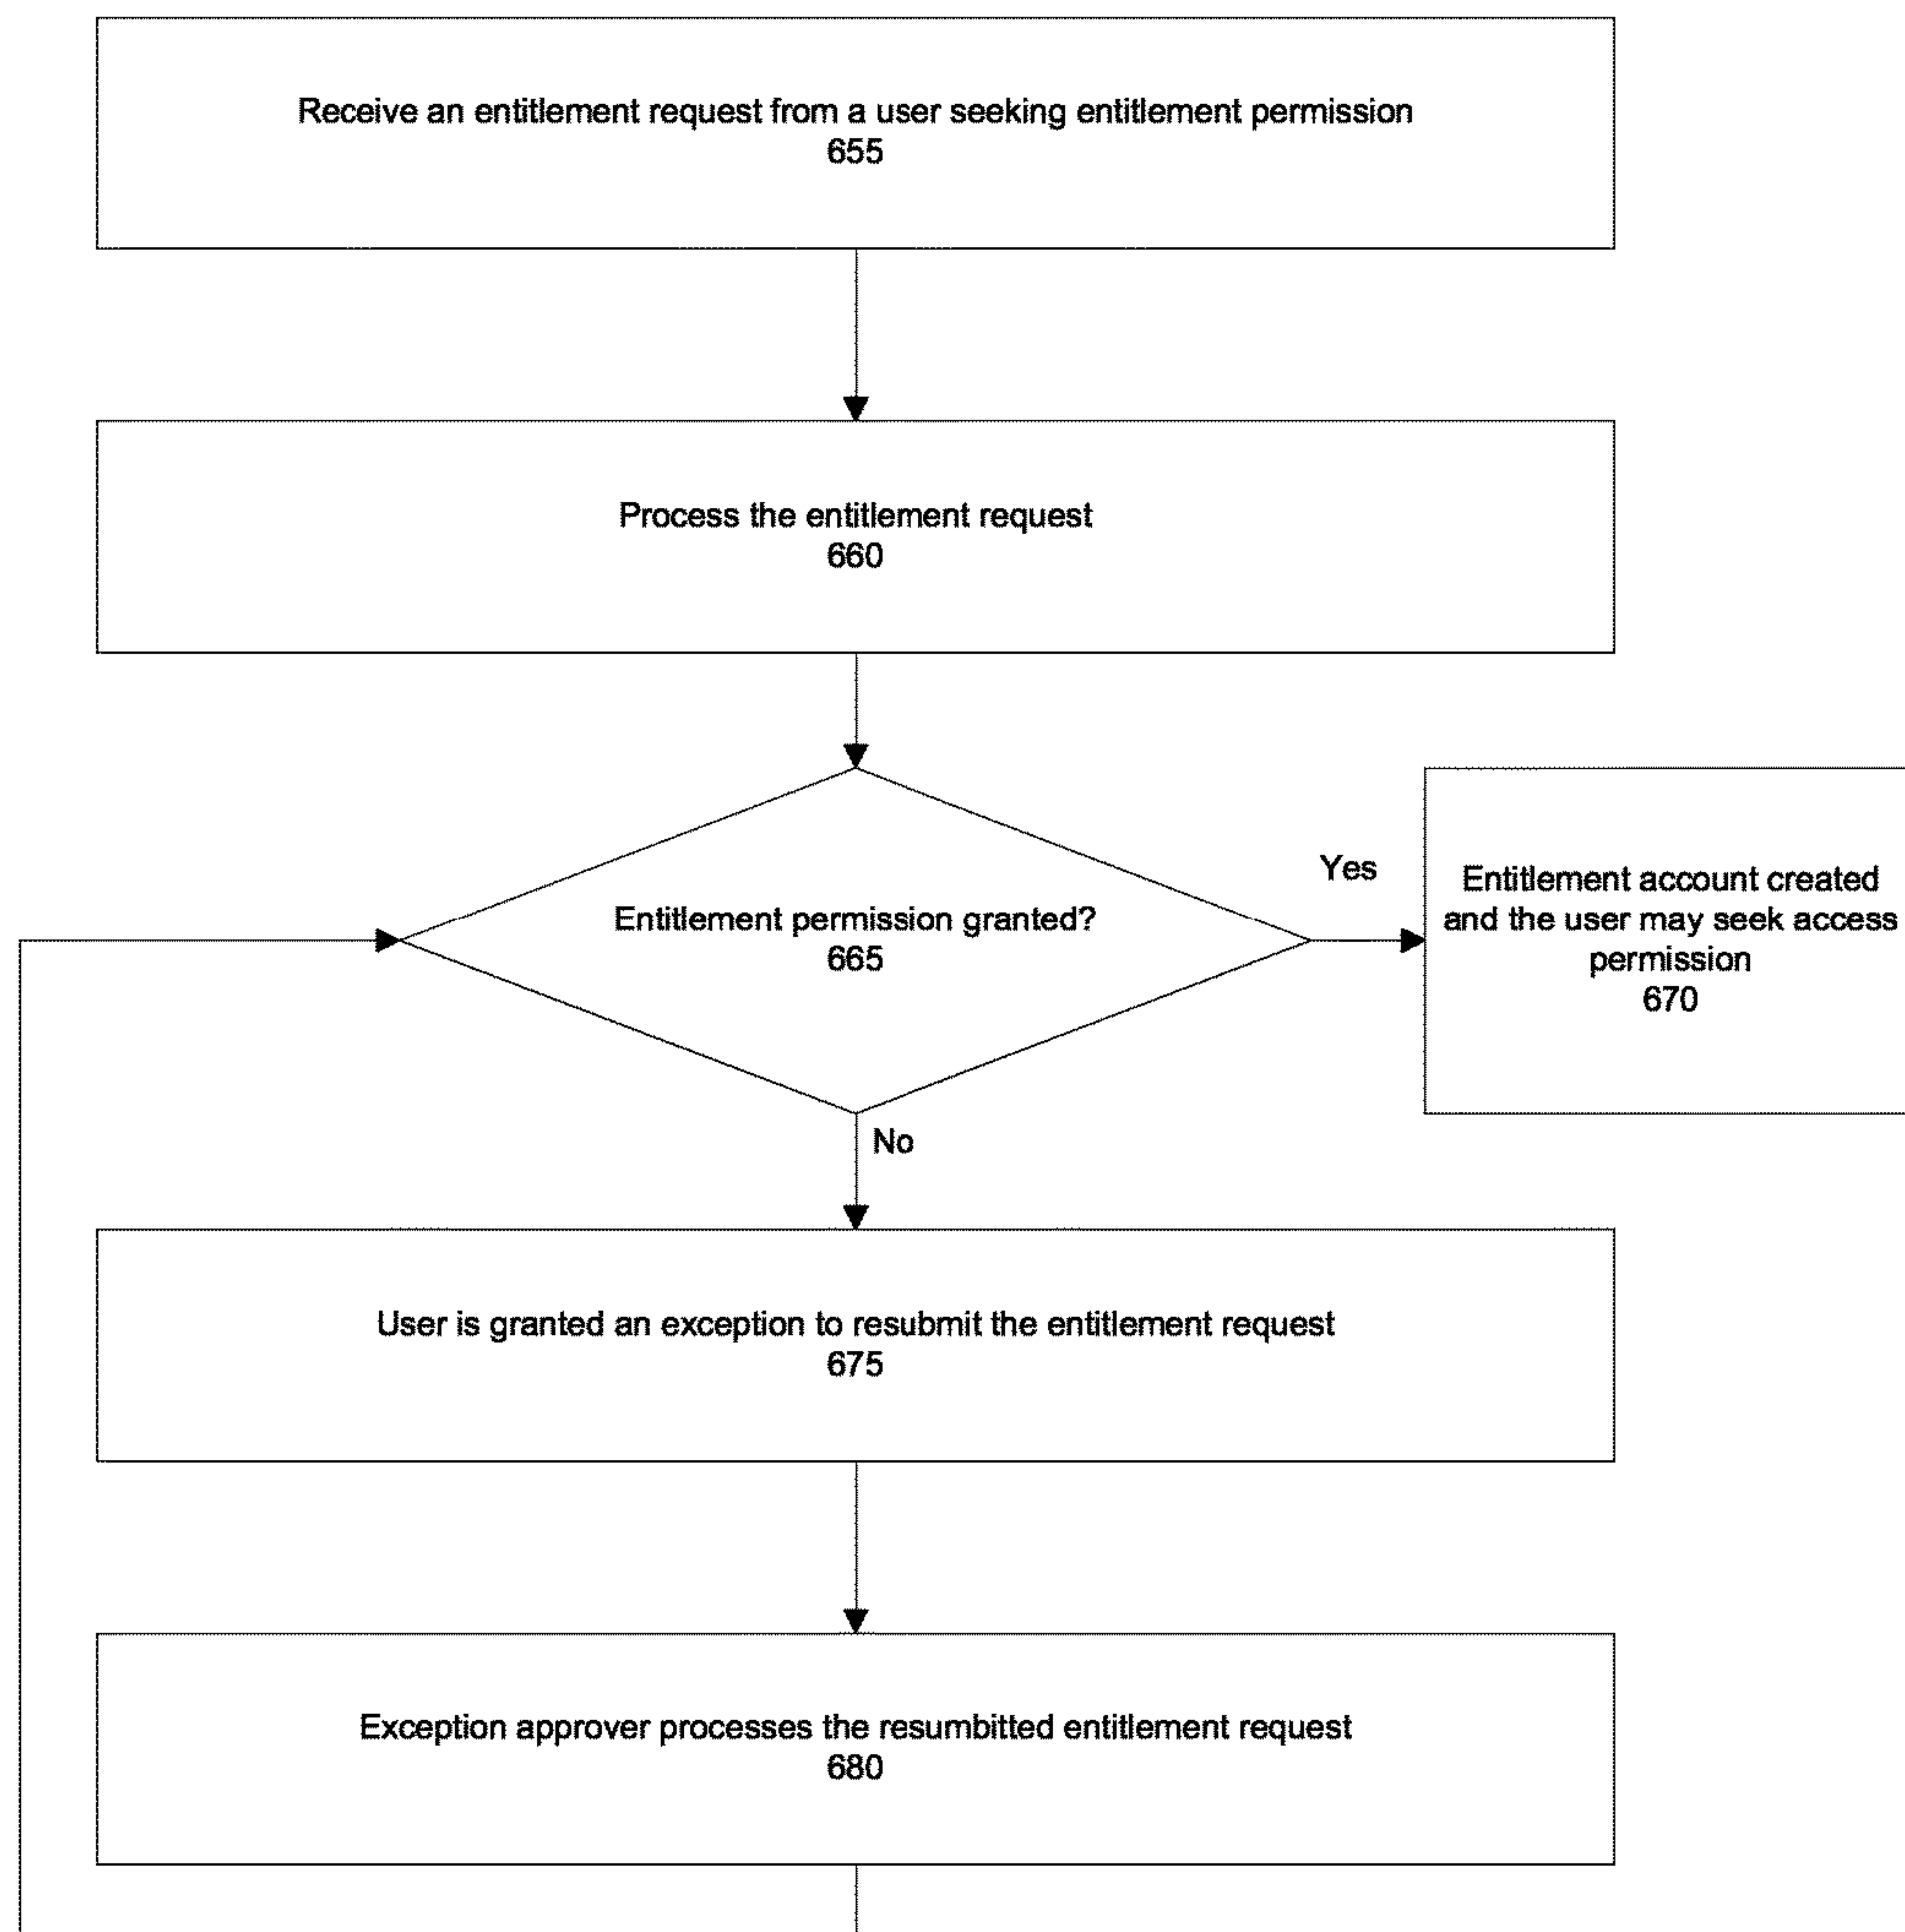 Receive an entitlement request from a user seeking entitlement permission
655
Process the entitlement request
660
Entitlement permission granted?
665
Yes
Entitlement account created
and the user may seek access
permission
670
No
User is granted an exception to resubmit the entitlement request
675
Exception approver processes the resumbitted entitlement request
680